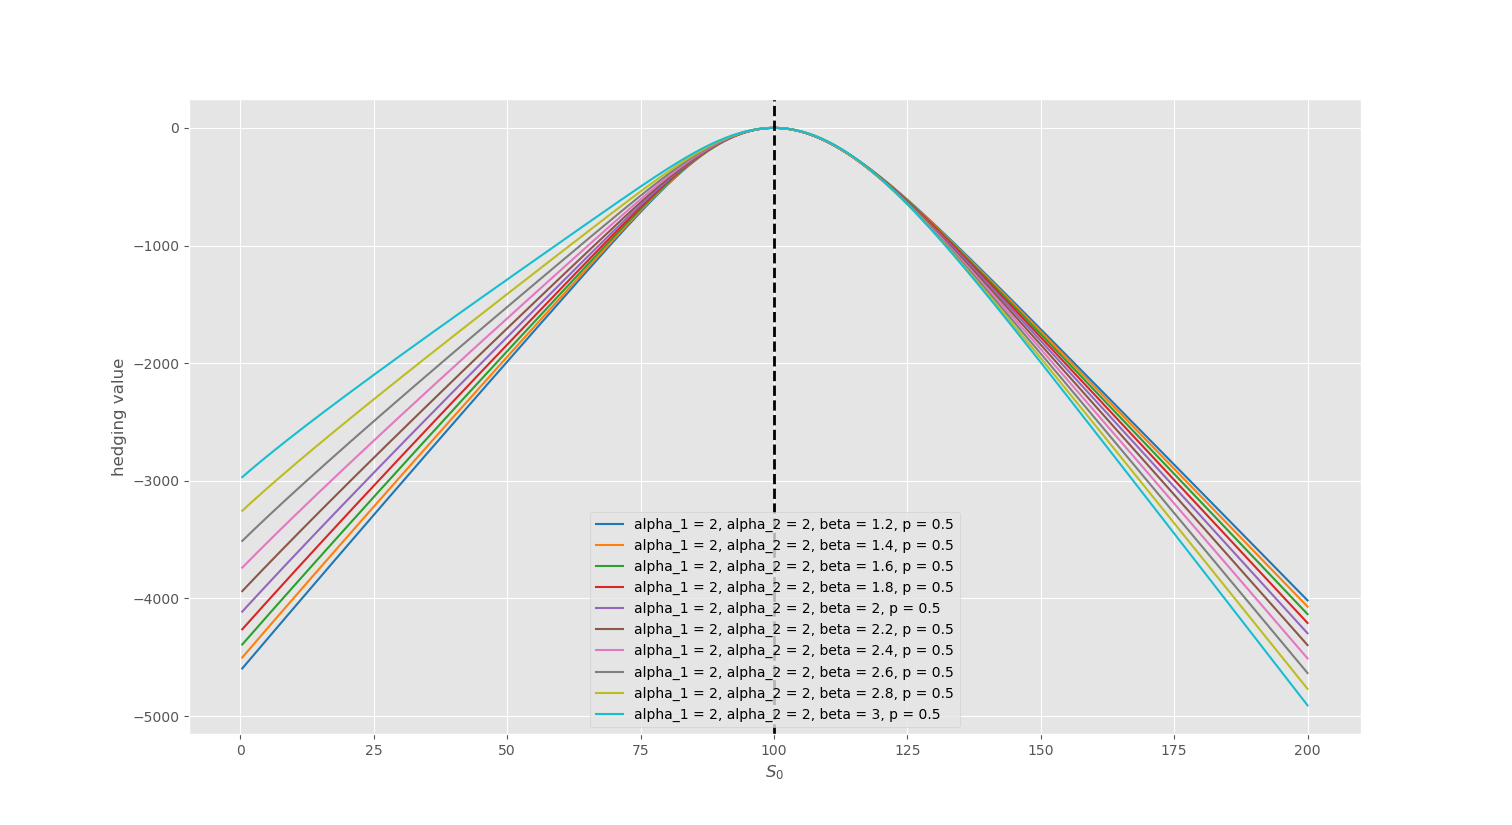 0
−1000
−2000
−3000
−4000
−5000
hedging value
alpha_1 = 2, alpha_2 = 2, beta = 1.2, p = 0.5
alpha_1 = 2, alpha_2 = 2, beta = 1.4, p = 0.5
alpha_1 = 2, alpha_2 = 2, beta = 1.6, p = 0.5
alpha_1 = 2, alpha_2 = 2, beta = 1.8, p = 0.5
alpha_1 = 2, alpha_2 = 2, beta = 2, p = 0.5
alpha_1 = 2, alpha_2 = 2, beta = 2.2, p = 0.5
alpha_1 = 2, alpha_2 = 2, beta = 2.4, p = 0.5
alpha_1 = 2, alpha_2 = 2, beta = 2.6, p = 0.5
alpha_1 = 2, alpha_2 = 2, beta = 2.8, p = 0.5
alpha_1 = 2, alpha_2 = 2, beta = 3, p = 0.5
0 25 50 75 100 125 150 175 200
S₀